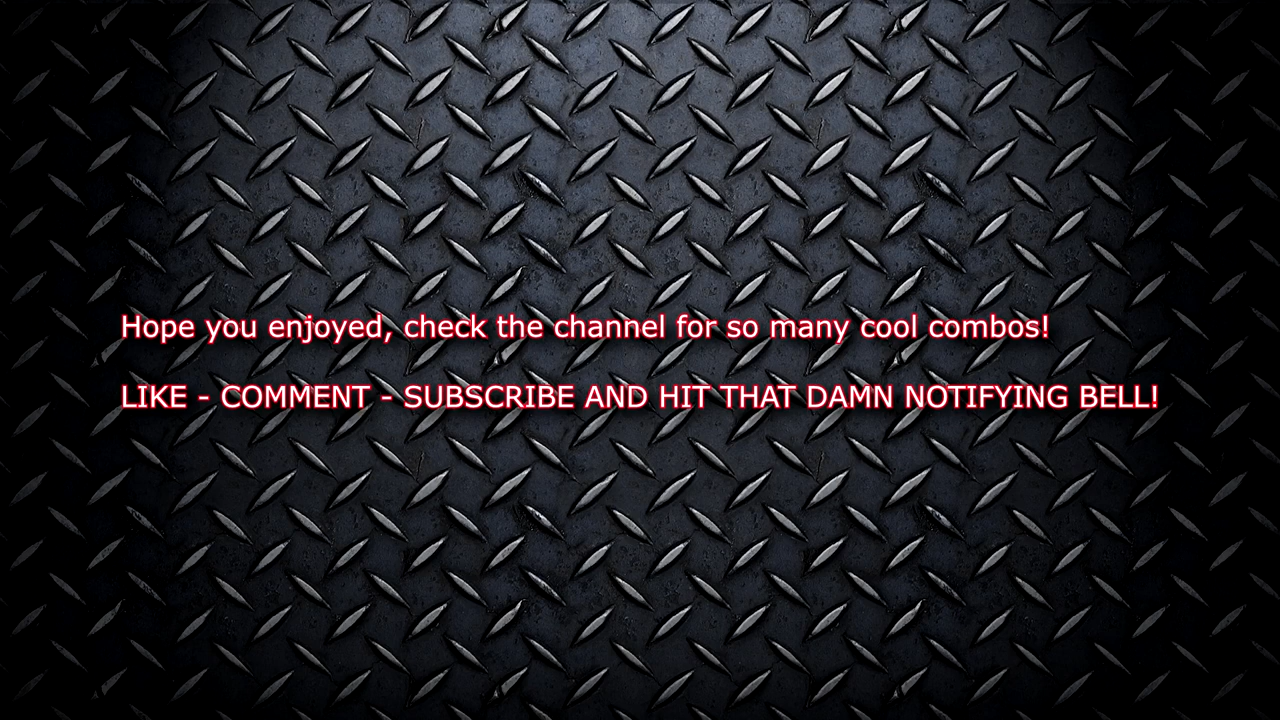 Hope you enjoyed, check the channel for so many cool combos!
LIKE - COMMENT - SUBSCRIBE AND HIT THAT DAMN NOTIFYING BELL!